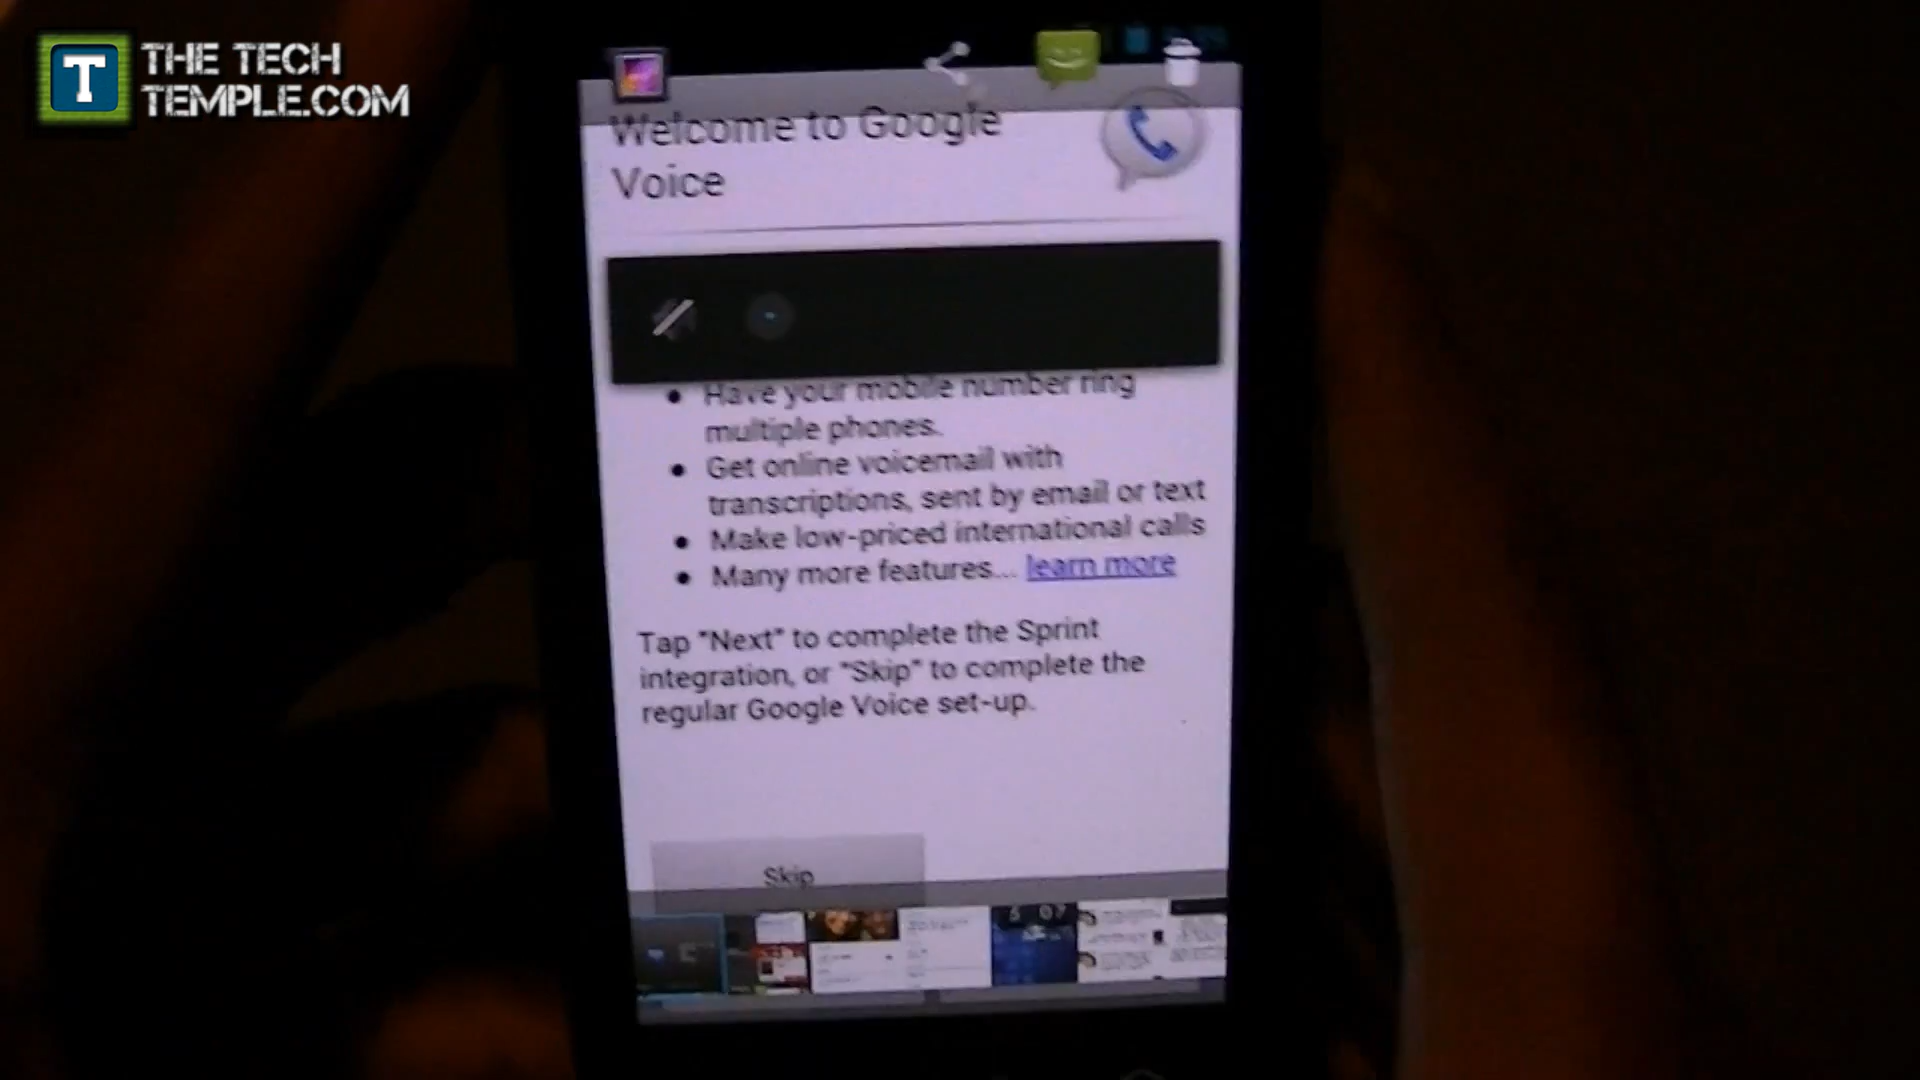 THE TECH
TEMPLE.COM
Welcome to Google
Voice
Have your mobile number ring
multiple phones.
Get online voicemail with
transcriptions, sent by email or text
Make low-priced international calls
Many more features... learn more
Tap "Next" to complete the Sprint
integration, or "Skip" to complete the
regular Google Voice set-up.
Skip